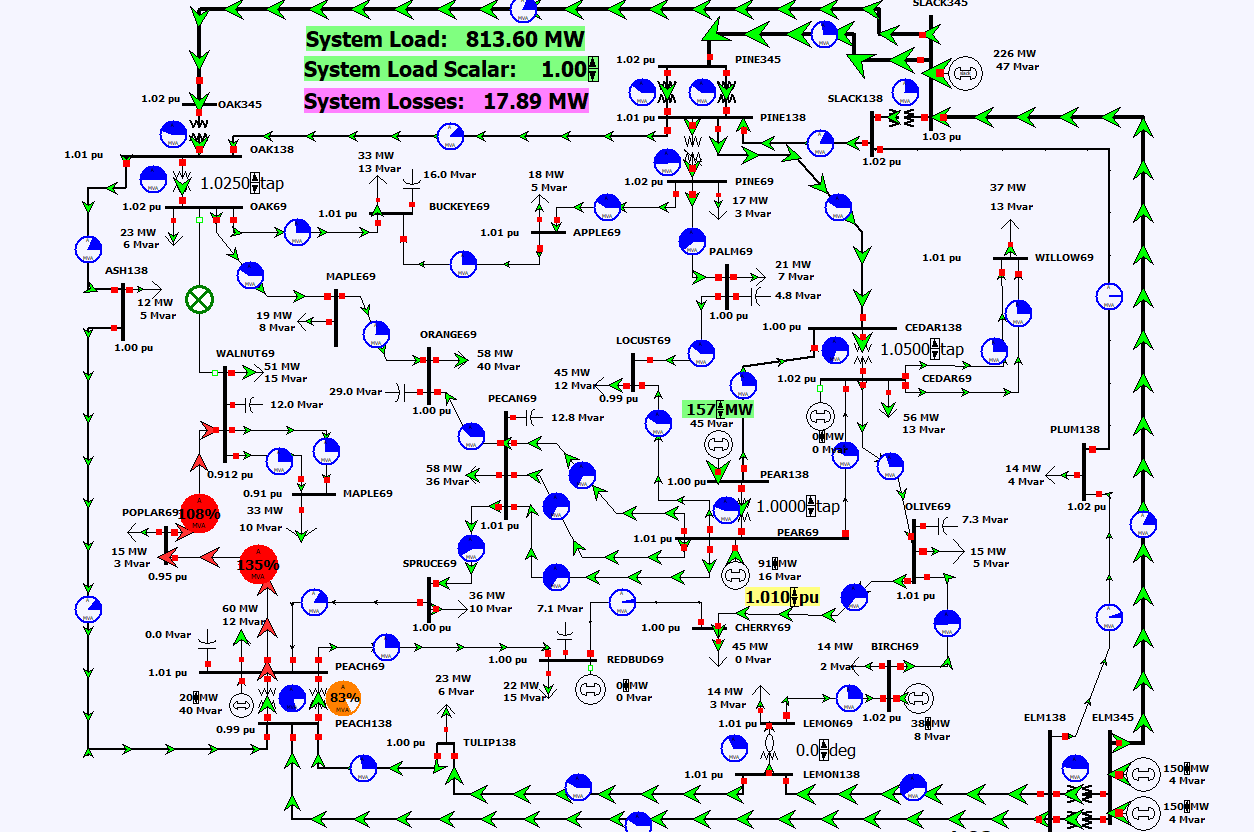 SLACK345
System Load: 813.60 MW
System Load Scalar: 1.00
System Losses: 17.89 MW
1.02 pu
PINE345
226 MW
47 Mvar
SLACK138
1.02 pu
OAK345
1.01 pu
PINE138
1.03 pu
1.01 pu
OAK138
33 MW
13 Mvar
16.0 Mvar
18 MW
5 Mvar
1.02 pu
1.0250 tap
1.02 pu
PINE69
37 MW
13 Mvar
1.02 pu
OAK69
1.01 pu
BUCKEYE69
17 MW
3 Mvar
23 MW
6 Mvar
1.01 pu
APPLE69
PALM69
1.01 pu
WILLOW69
ASH138
MAPLE69
21 MW
7 Mvar
12 MW
5 Mvar
4.8 Mvar
19 MW
8 Mvar
1.00 pu
1.00 pu
CEDAR138
1.00 pu
ORANGE69
LOCUST69
1.0500 tap
WALNUT69
58 MW
40 Mvar
51 MW
15 Mvar
45 MW
12 Mvar
1.02 pu
CEDAR69
29.0 Mvar
0.99 pu
12.0 Mvar
1.00 pu
PECAN69
157 MW
45 Mvar
12.8 Mvar
56 MW
13 Mvar
PLUM138
0 MW
0 Mvar
0.912 pu
58 MW
36 Mvar
PEAR138
14 MW
4 Mvar
0.91 pu
MAPLE69
1.00 pu
33 MW
10 Mvar
1.0000 tap
1.02 pu
POPLAR69
108%
MVA
OLIVE69
7.3 Mvar
1.01 pu
1.01 pu
PEAR69
15 MW
3 Mvar
0.95 pu
A
135%
MVA
SPRUCE69
91 MW
16 Mvar
15 MW
5 Mvar
36 MW
10 Mvar
1.010 pu
1.01 pu
60 MW
12 Mvar
7.1 Mvar
1.00 pu
1.00 pu
CHERRY69
0.0 Mvar
45 MW
0 Mvar
14 MW
2 Mvar
BIRCH69
1.01 pu
PEACH69
1.00 pu
REDBUD69
20 MW
40 Mvar
A
83%
MVA
23 MW
6 Mvar
22 MW
15 Mvar
0 MW
0 Mvar
14 MW
3 Mvar
0.99 pu
PEACH138
1.01 pu
LEMON69
1.02 pu
38 MW
8 Mvar
ELM138
ELM345
1.00 pu
TULIP138
0.0 deg
1.01 pu
LEMON138
150 MW
4 Mvar
150 MW
4 Mvar